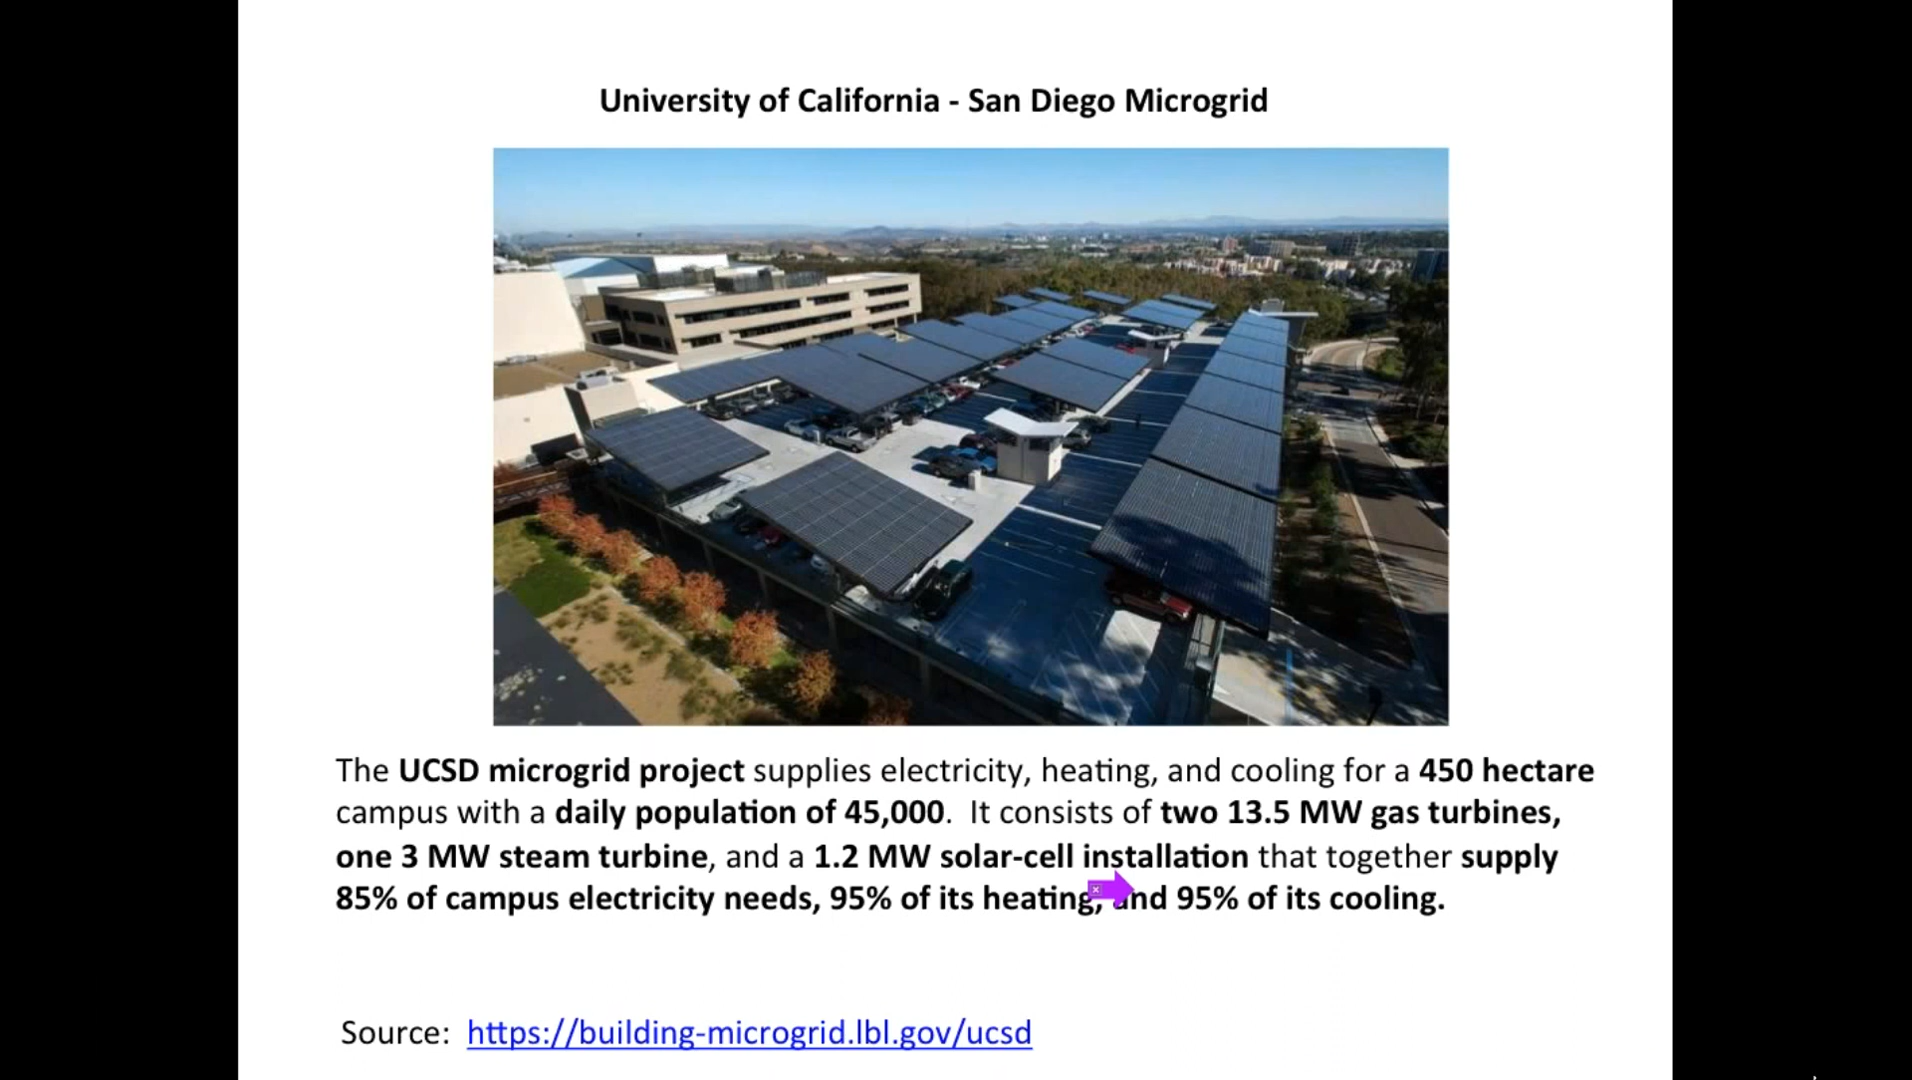 University of California - San Diego Microgrid
The UCSD microgrid project supplies electricity, heating, and cooling for a 450 hectare
campus with a daily population of 45,000. It consists of two 13.5 MW gas turbines,
one 3 MW steam turbine, and a 1.2 MW solar-cell installation that together supply
85% of campus electricity needs, 95% of its heating, and 95% of its cooling.
Source: https://building-microgrid.lbl.gov/ucsd